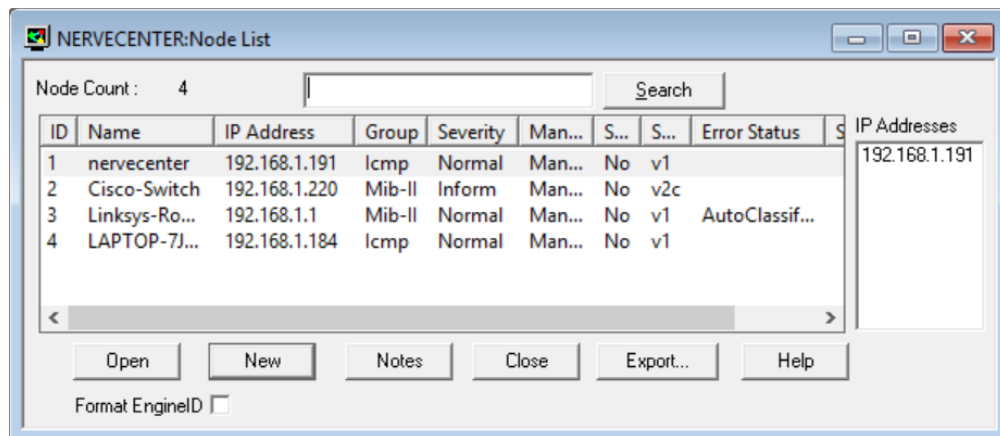 NERVECENTER:Node List
Node Count : 4 Search
ID Name IP Address Group Severity Man... S... S... Error Status S
1 nervecenter 192.168.1.191 Icmp Normal Man... No v1
2 Cisco-Switch 192.168.1.220 Mib-II Inform Man... No v2c
3 Linksys-Ro... 192.168.1.1 Mib-II Normal Man... No v1 AutoClassif...
4 LAPTOP-7J... 192.168.1.184 Icmp Normal Man... No v1
IP Addresses
192.168.1.191
Open New Notes Close Export... Help
Format EngineID